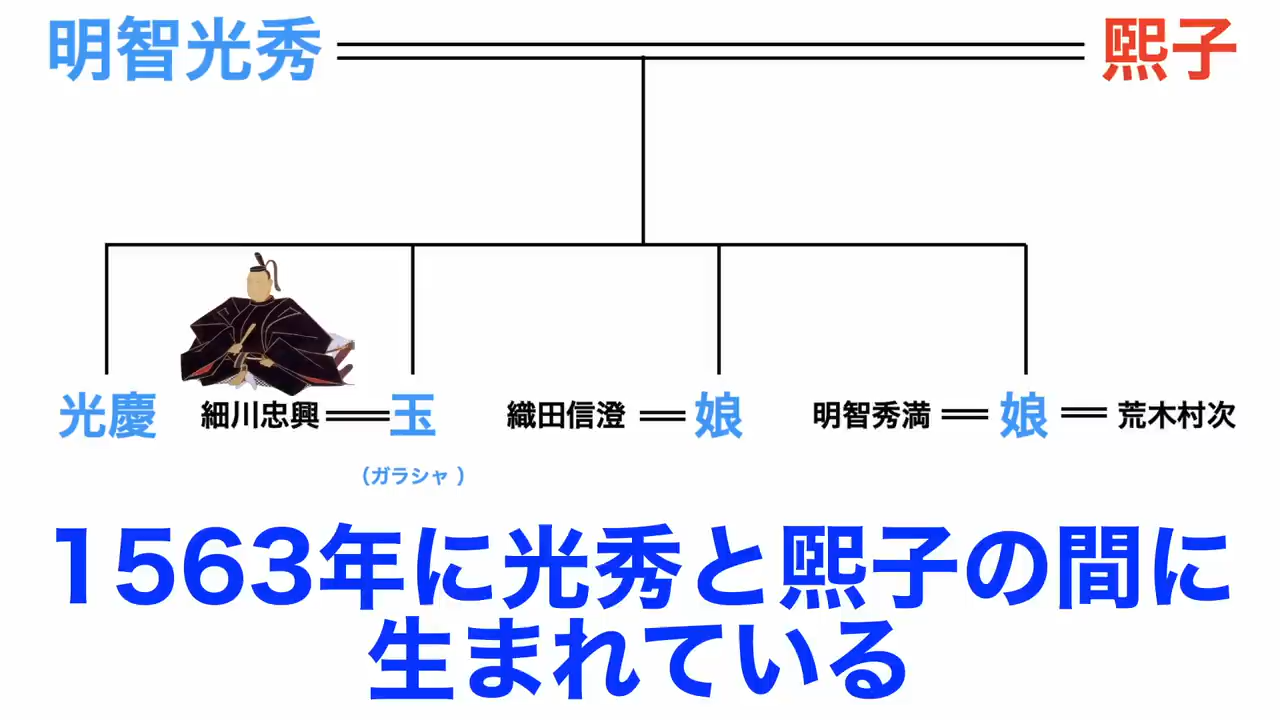 明智光秀 熙子
光慶 細川忠興 玉 織田信澄 娘 明智秀満 娘 荒木村次
（ガラシャ ）
1563年に光秀と熙子の間に
生まれている